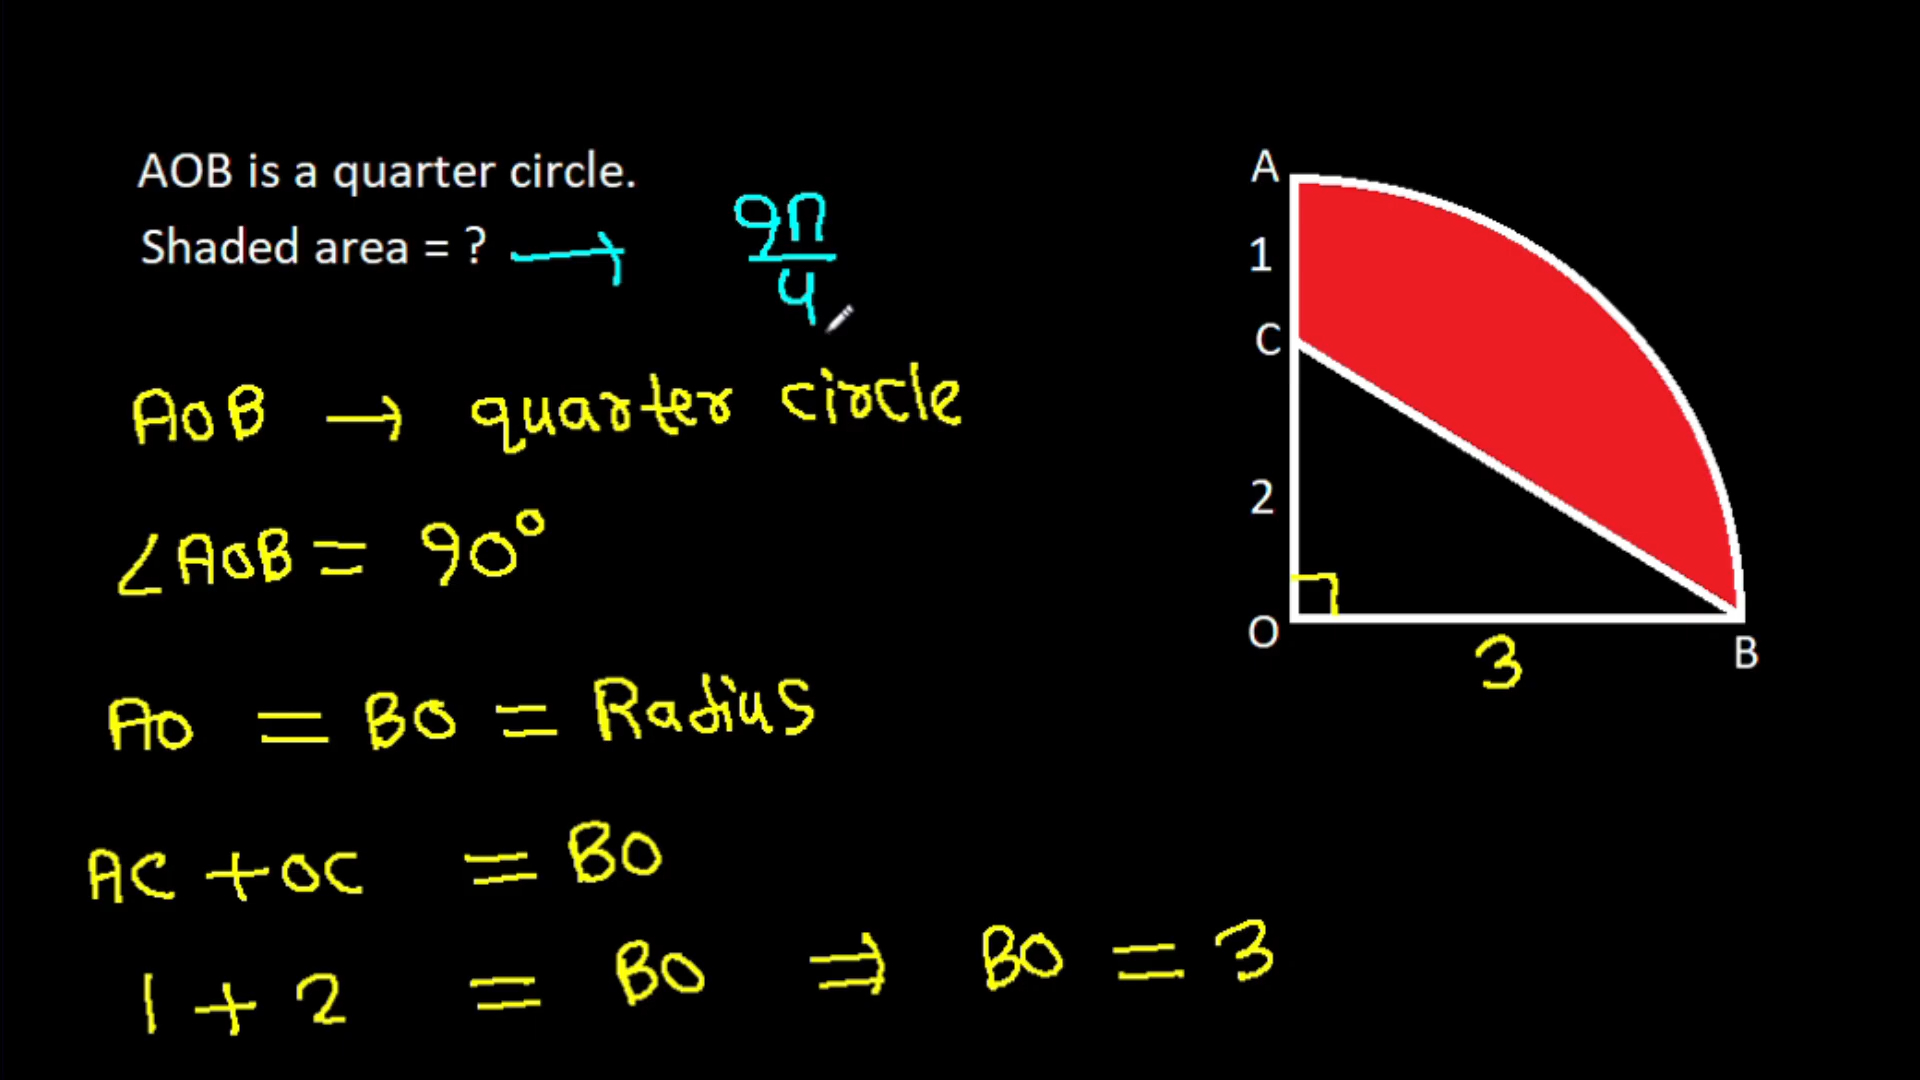 AOB is a quarter circle.
Shaded area = ? → 9π/4
AOB → quarter circle
∠AOB = 90°
AO = BO = Radius
AC + OC = BO
1 + 2 = BO ⇒ BO = 3
A
1
C
2
O
3
B